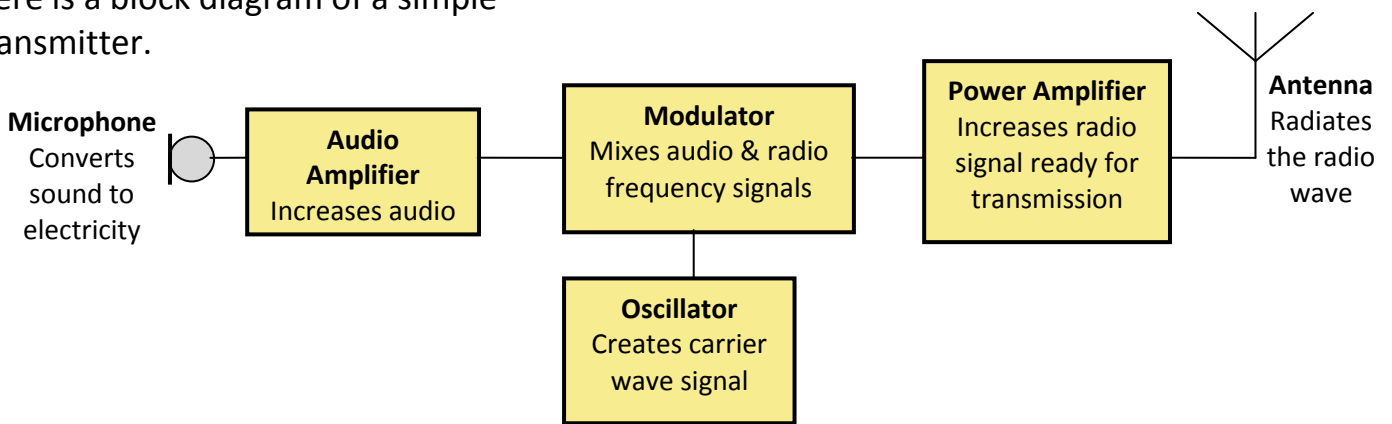 ere is a block diagram of a simple
ansmitter.
Microphone
Converts
sound to
electricity
Audio
Amplifier
Increases audio
Modulator
Mixes audio & radio
frequency signals
Oscillator
Creates carrier
wave signal
Power Amplifier
Increases radio
signal ready for
transmission
Antenna
Radiates
the radio
wave